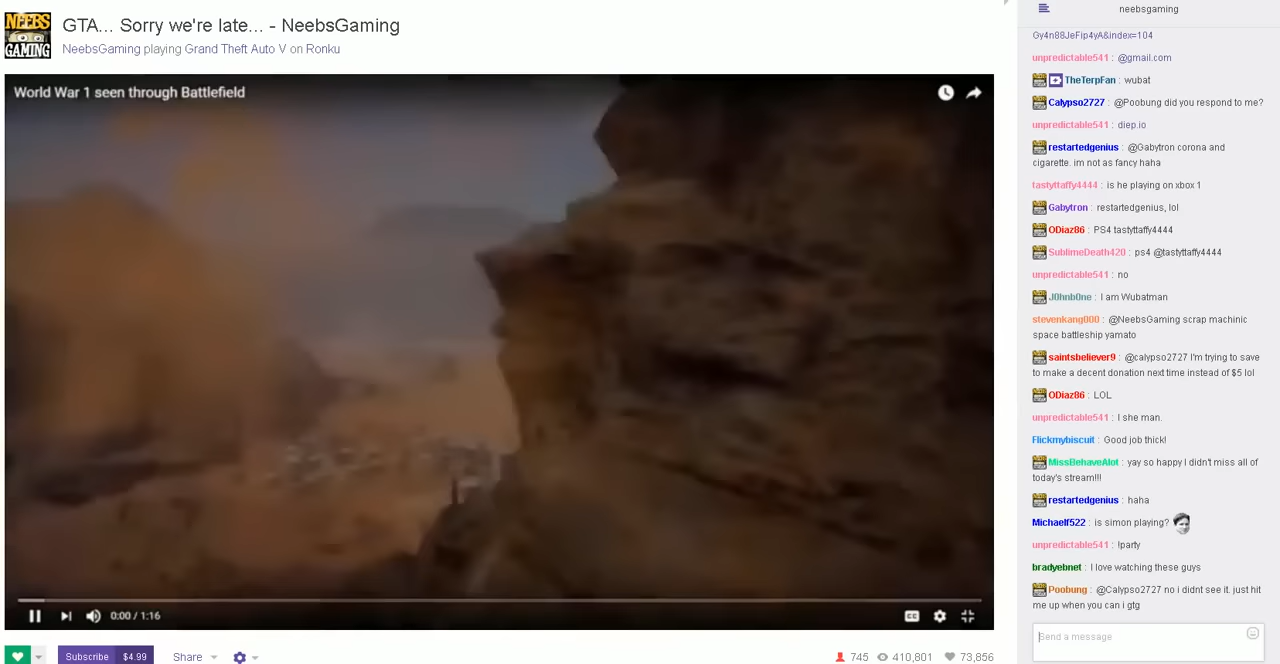 NEEBS
GAMING
GTA... Sorry we're late... - NeebsGaming
NeebsGaming playing Grand Theft Auto V on Ronku
World War 1 seen through Battlefield
0:00 / 1:16
CC
Subscribe $4.99
Share
745 410,801 73,856
neebsgaming
Gy4n88JeFip4yA&index=104
unpredictable541 : @gmail.com
TheTerpFan : wubat
Calypso2727 : @Poobung did you respond to me?
unpredictable541 : diep.io
restartedgenius : @Gabytron corona and
cigarette. im not as fancy haha
tastyttaffy4444 : is he playing on xbox 1
Gabytron : restartedgenius, lol
ODiaz86 : PS4 tastyttaffy4444
SublimeDeath420 : ps4 @tastyttaffy4444
unpredictable541 : no
J0hnb0ne : I am Wubatman
stevenkang000 : @NeebsGaming scrap machinic
space battleship yamato
saintsbeliever9 : @calypso2727 I'm trying to save
to make a decent donation next time instead of $5 lol
ODiaz86 : LOL
unpredictable541 : I she man.
Flickmybiscuit : Good job thick!
MissBehaveAlot : yay so happy I didn't miss all of
today's stream!!!
restartedgenius : haha
Michaelf522 : is simon playing?
unpredictable541 : !party
bradyebnet : I love watching these guys
Poobung : @Calypso2727 no i didnt see it. just hit
me up when you can i gtg
Send a message